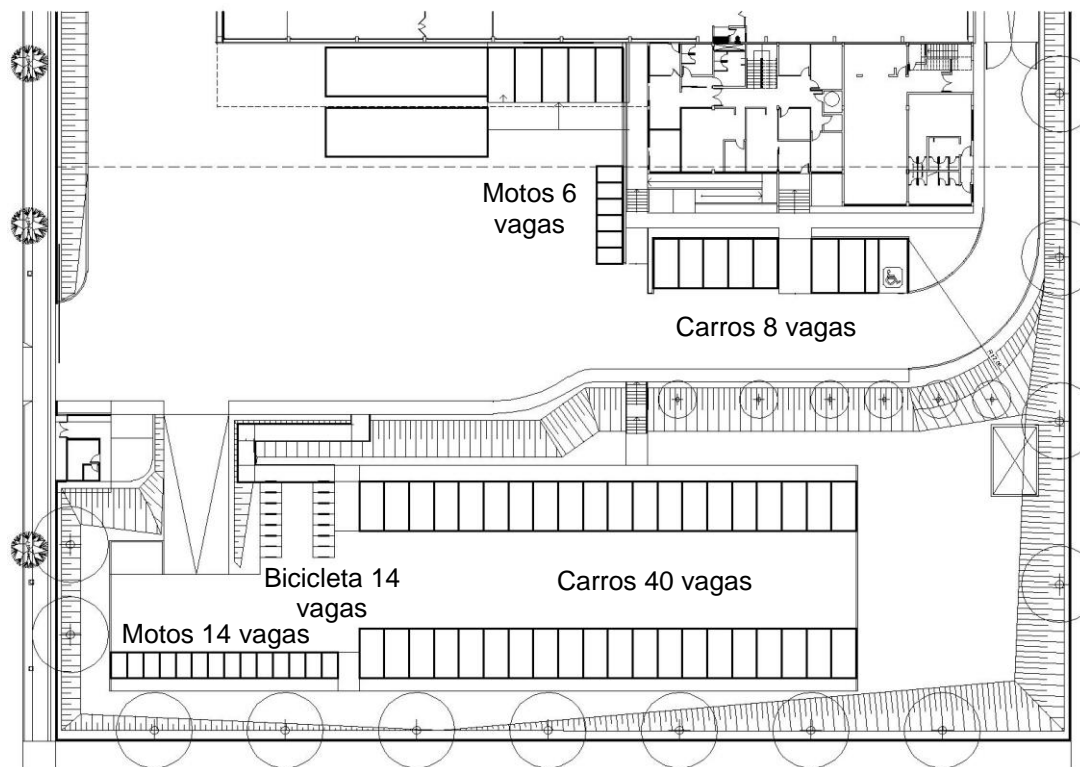 Motos 6
vagas
Carros 8 vagas
Bicicleta 14
vagas
Carros 40 vagas
Motos 14 vagas